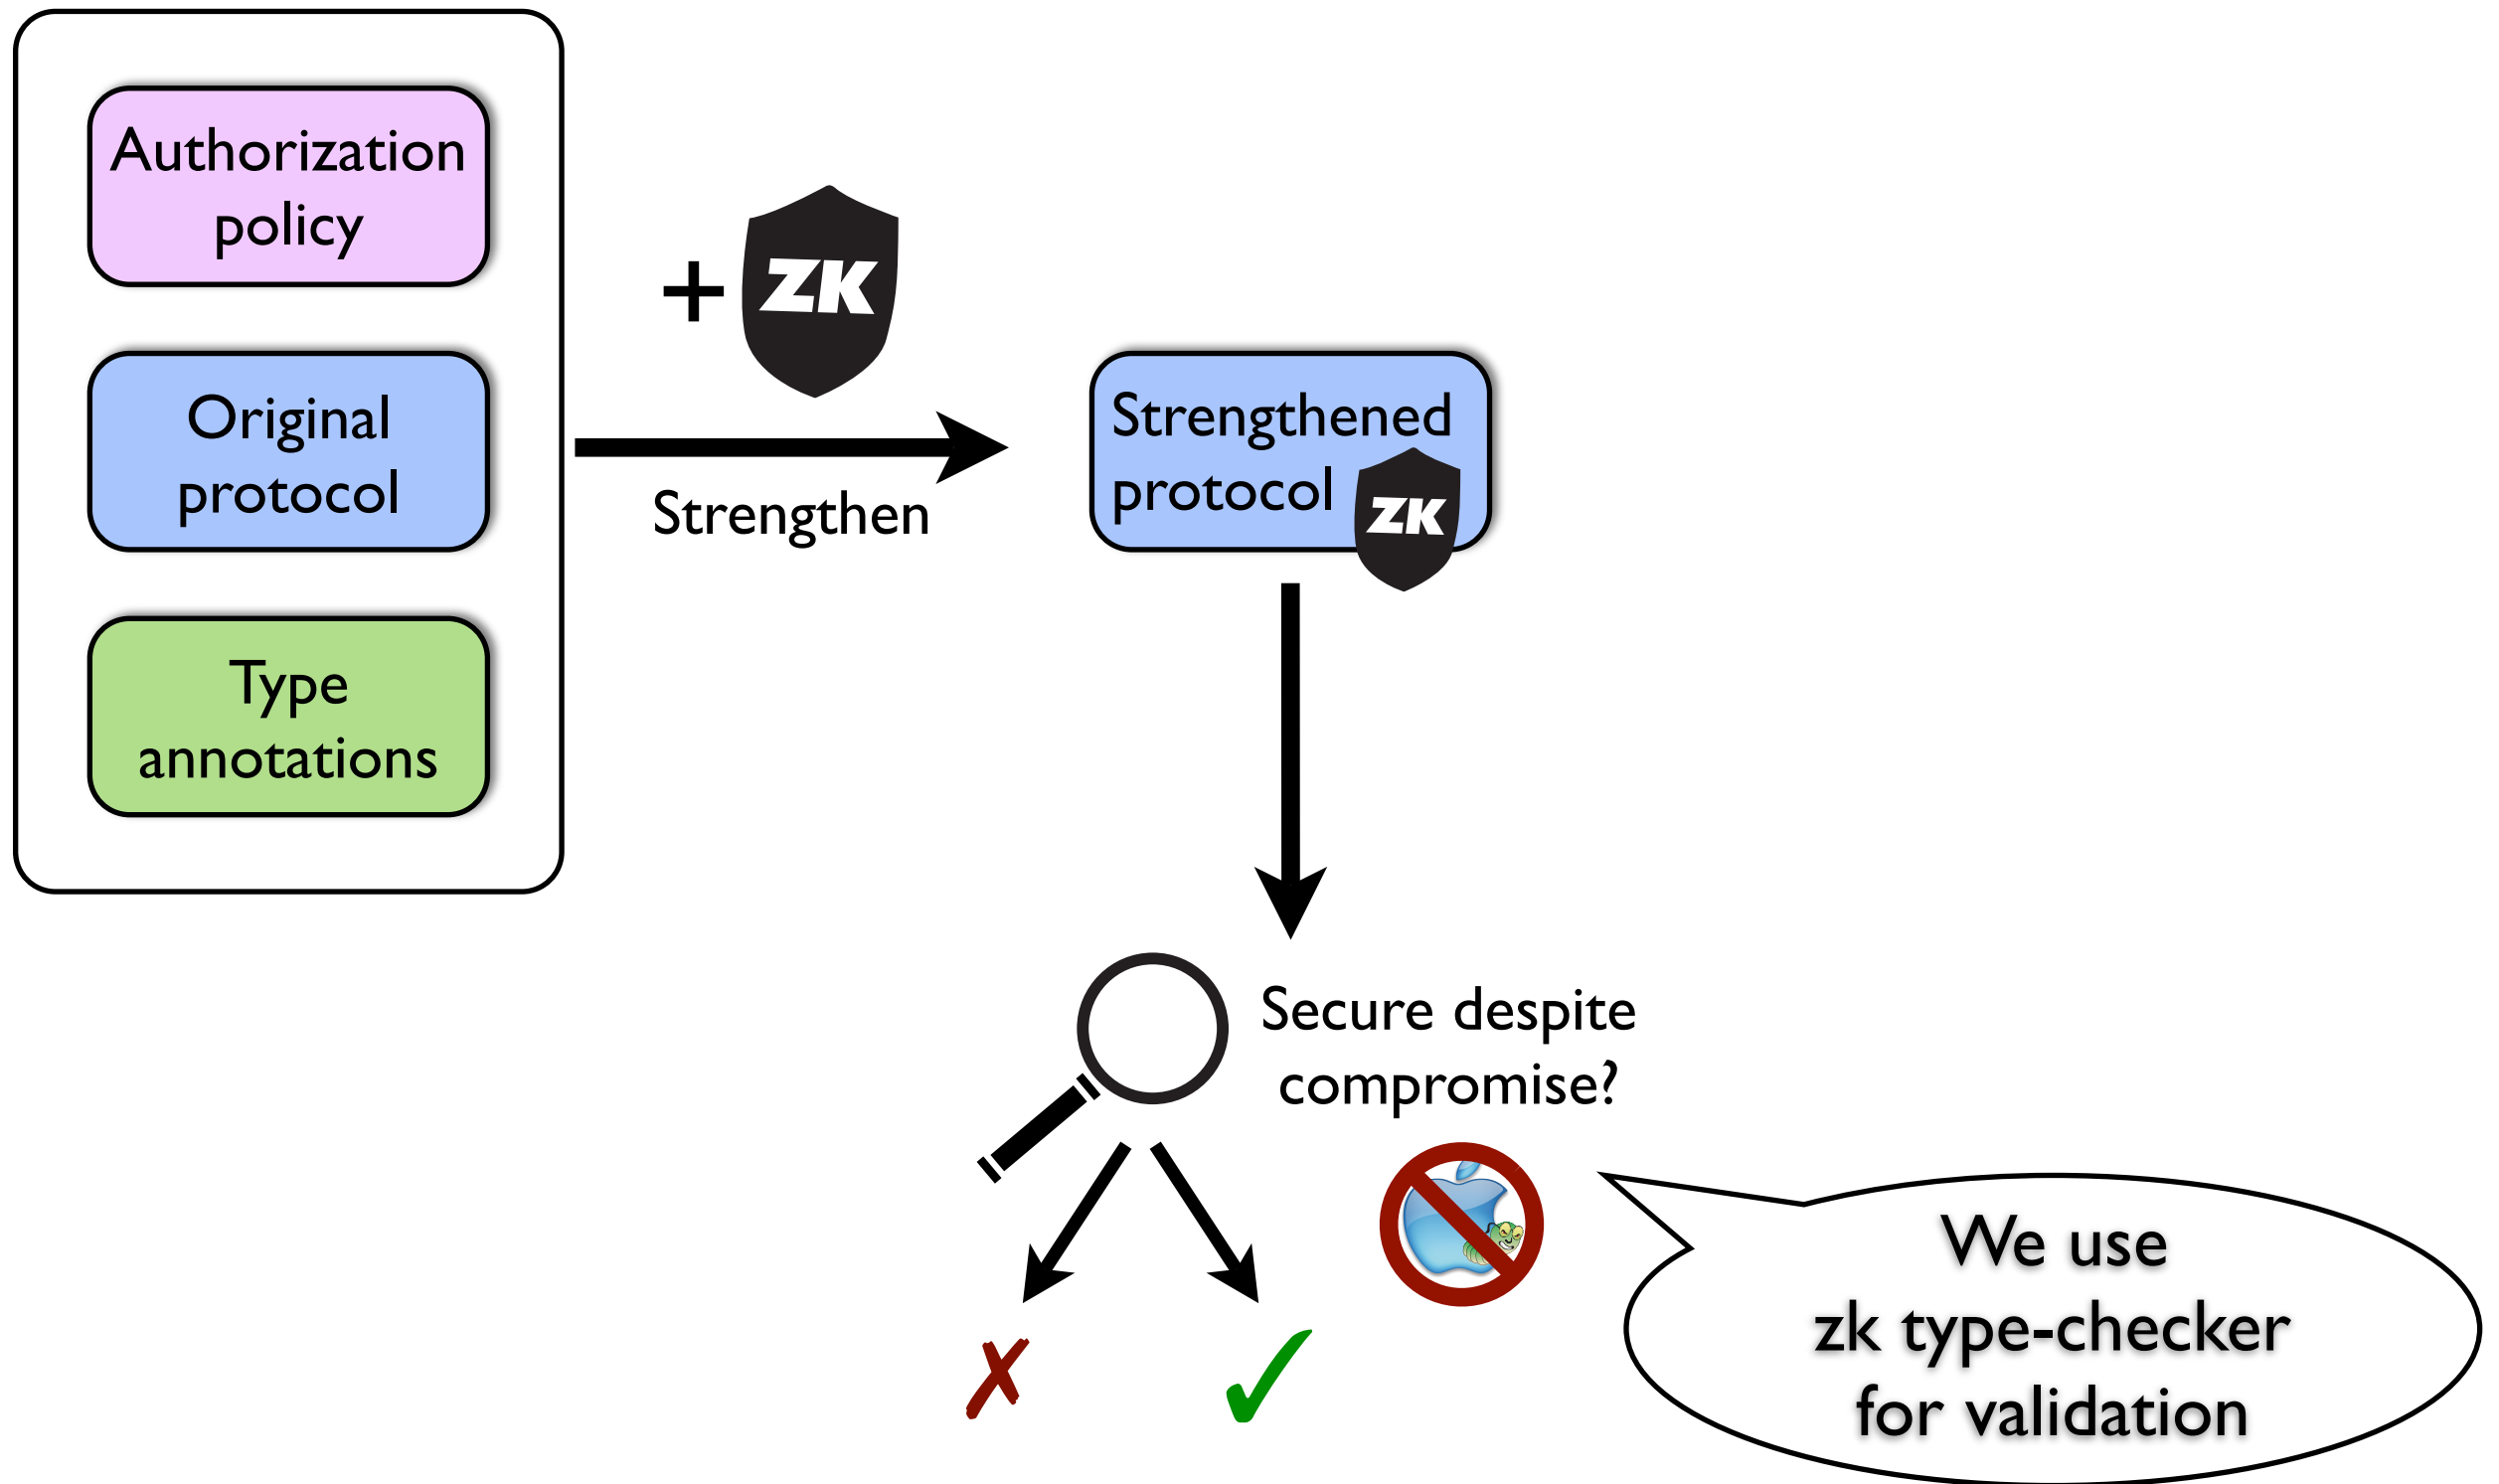 Authorization
policy
Original
protocol
Type
annotations
+
ZK
Strengthen
Strengthened
protocol
ZK
Secure despite
compromise?
✗
✓
We use
zk type-checker
for validation